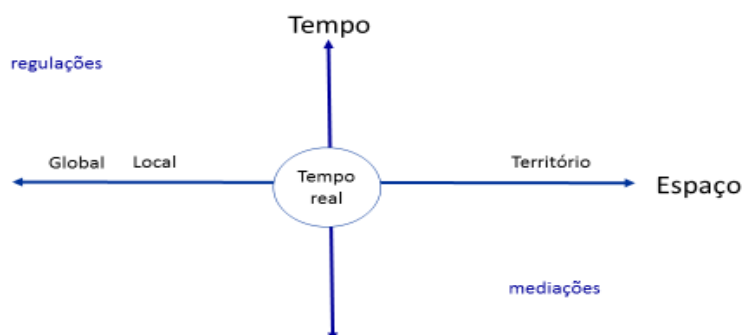 Tempo
regulações
Global Local
Território
Tempo
real
Espaço
mediações